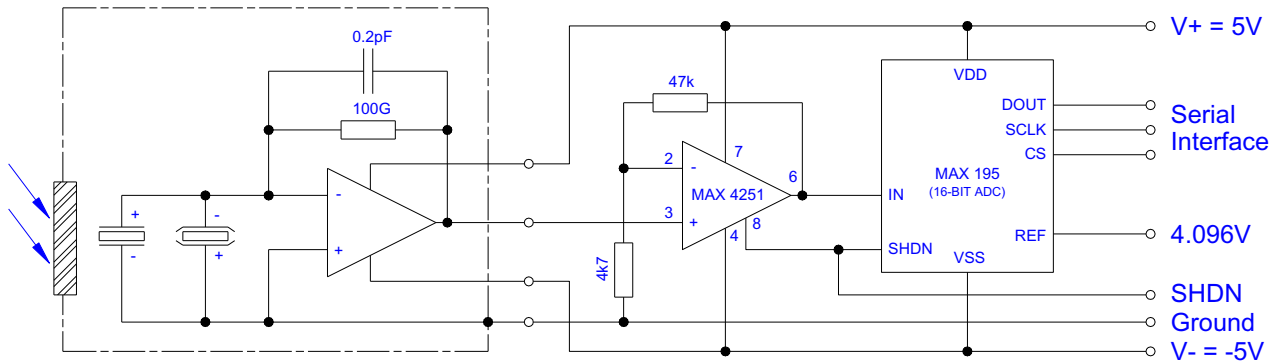 V+ = 5V
0.2pF
100G
47k
VDD
DOUT
SCLK
CS
Serial
Interface
2
-
7
6
MAX 4251
3
+
4
8
4k7
MAX 195
(16-BIT ADC)
IN
SHDN
REF
VSS
4.096V
+
-
-
+
-
+
SHDN
Ground
V- = -5V